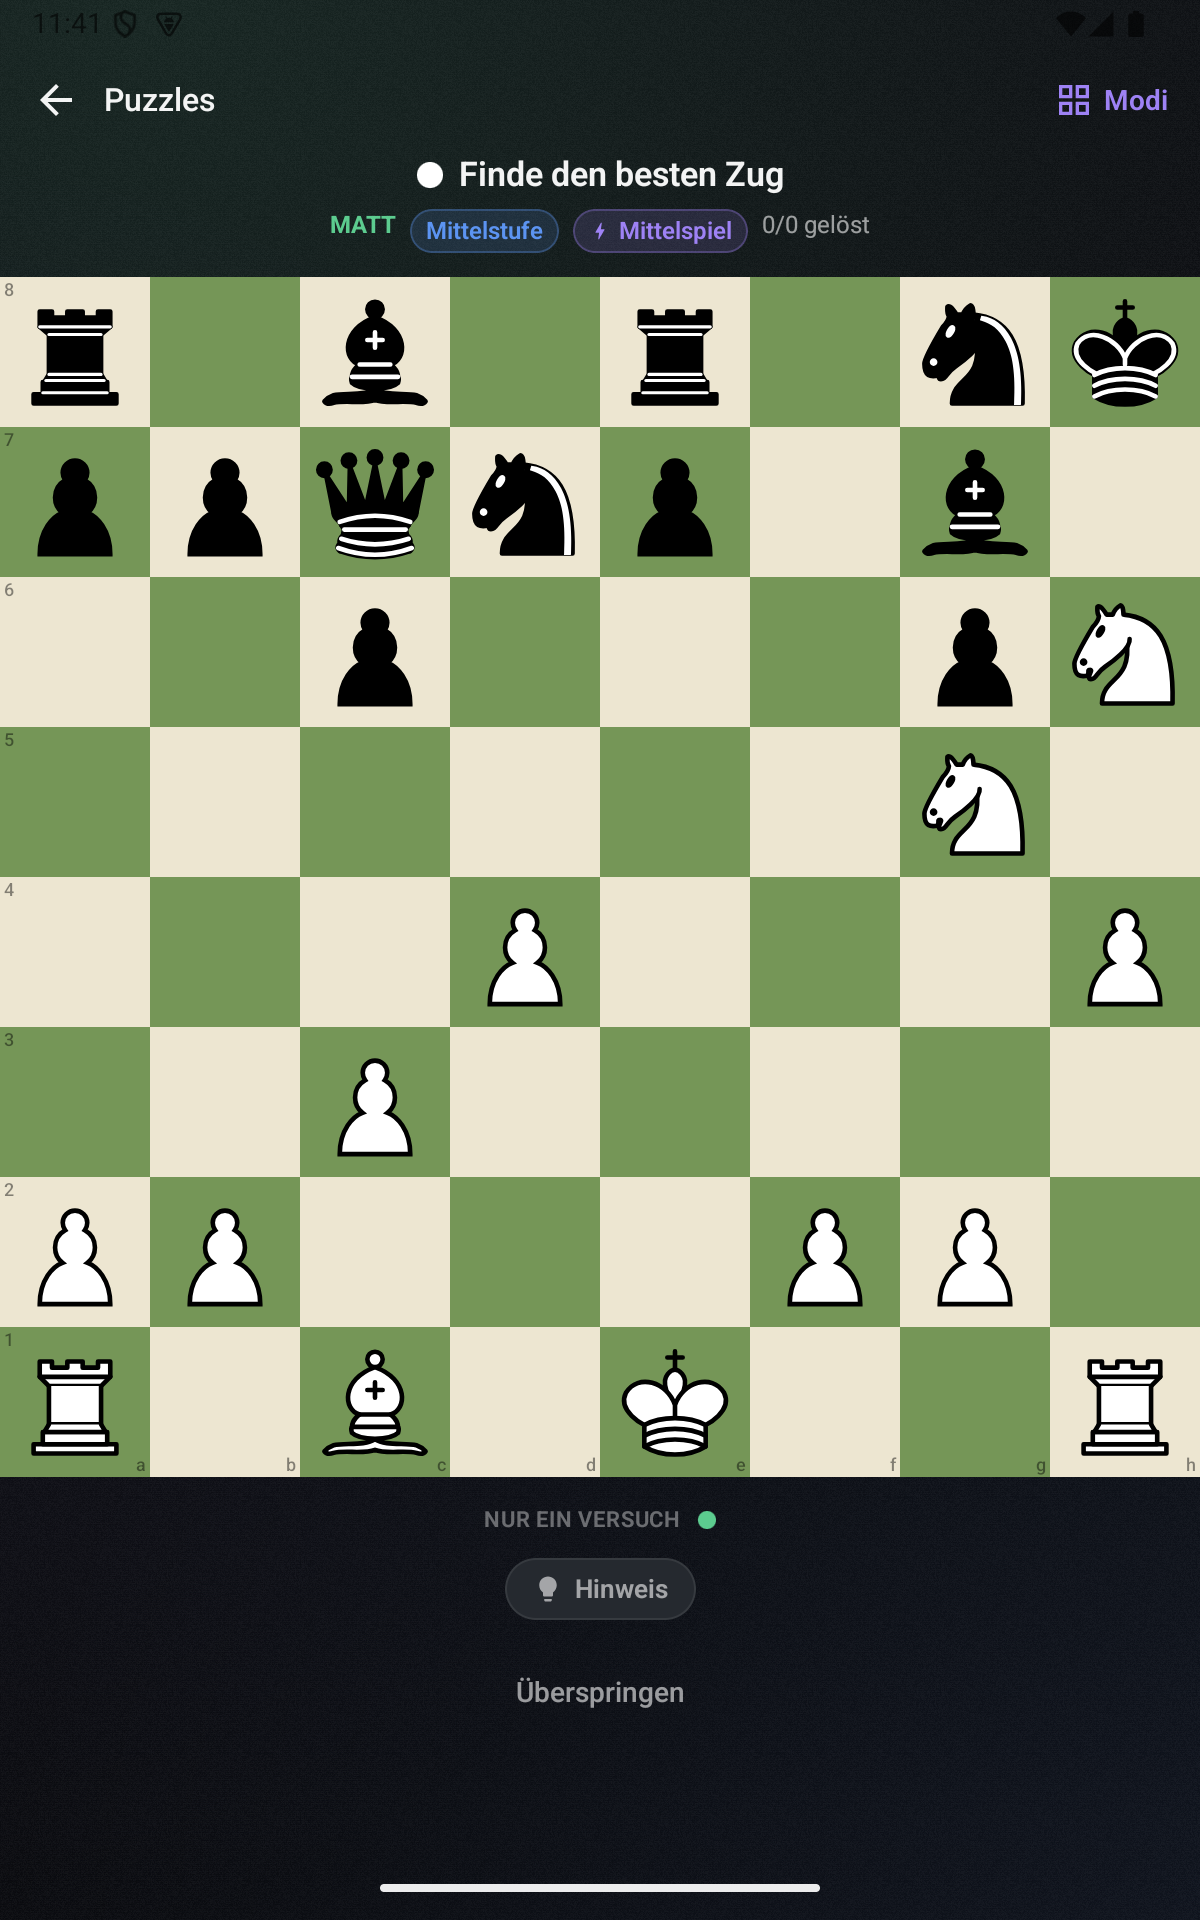 11:41
Puzzles
Modi
Finde den besten Zug
MATT Mittelstufe Mittelspiel 0/0 gelöst
8
7
6
5
4
3
2
1
a b c d e f g h
NUR EIN VERSUCH
Hinweis
Überspringen